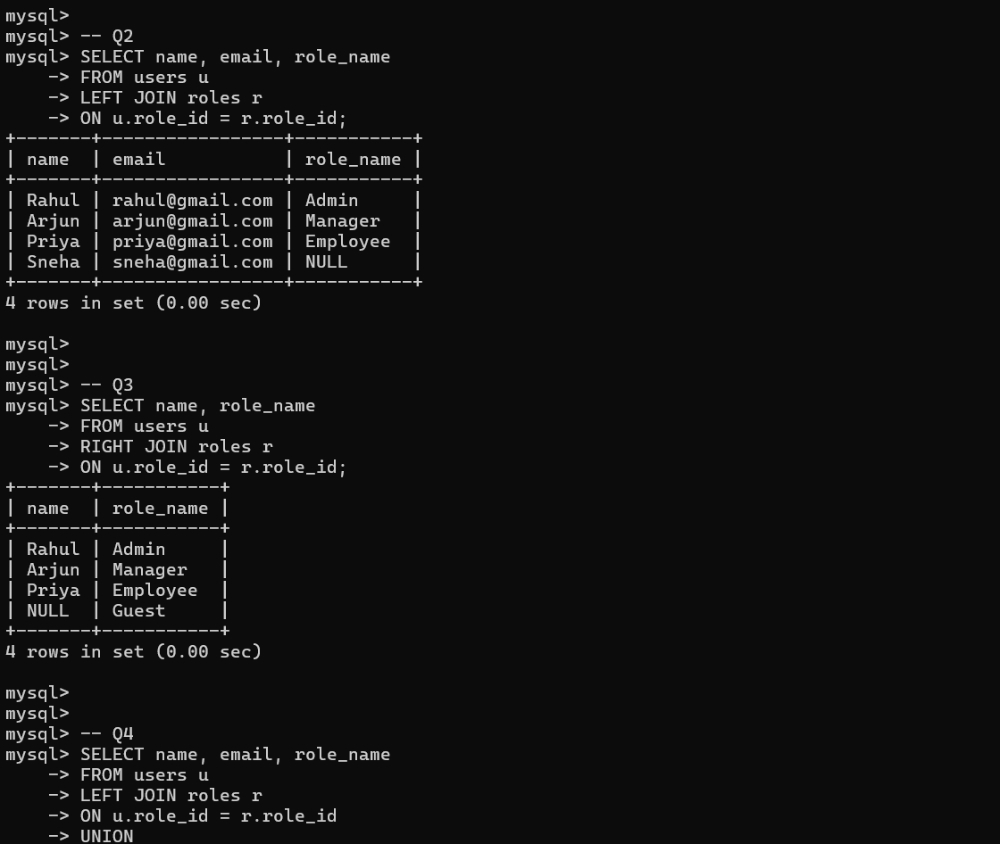 mysql>
mysql> -- Q2
mysql> SELECT name, email, role_name
    -> FROM users u
    -> LEFT JOIN roles r
    -> ON u.role_id = r.role_id;
+-------+-----------------+-----------+
| name  | email           | role_name |
+-------+-----------------+-----------+
| Rahul | rahul@gmail.com | Admin     |
| Arjun | arjun@gmail.com | Manager   |
| Priya | priya@gmail.com | Employee  |
| Sneha | sneha@gmail.com | NULL      |
+-------+-----------------+-----------+
4 rows in set (0.00 sec)

mysql>
mysql>
mysql> -- Q3
mysql> SELECT name, role_name
    -> FROM users u
    -> RIGHT JOIN roles r
    -> ON u.role_id = r.role_id;
+-------+-----------+
| name  | role_name |
+-------+-----------+
| Rahul | Admin     |
| Arjun | Manager   |
| Priya | Employee  |
| NULL  | Guest     |
+-------+-----------+
4 rows in set (0.00 sec)

mysql>
mysql>
mysql> -- Q4
mysql> SELECT name, email, role_name
    -> FROM users u
    -> LEFT JOIN roles r
    -> ON u.role_id = r.role_id
    -> UNION